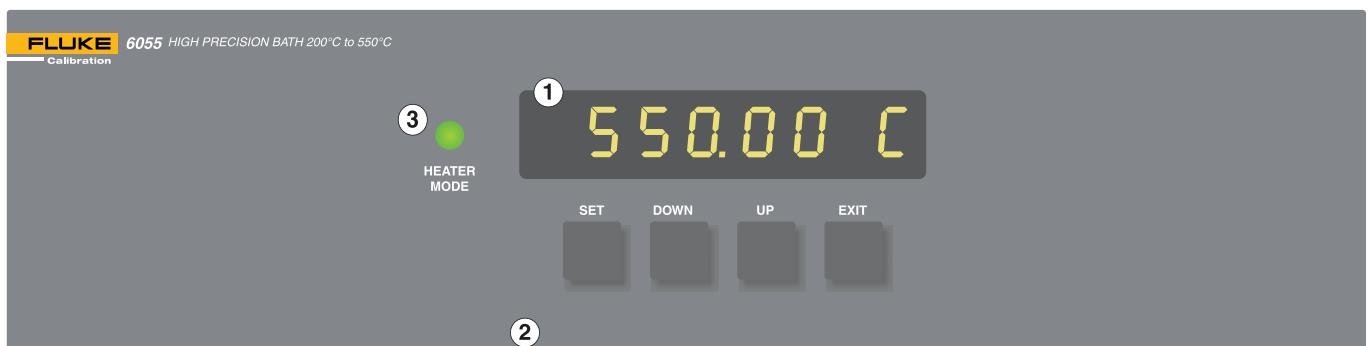 FLUKE
Calibration
6055 HIGH PRECISION BATH 200°C to 550°C
1
550.00 C
3
HEATER
MODE
SET DOWN UP EXIT
2